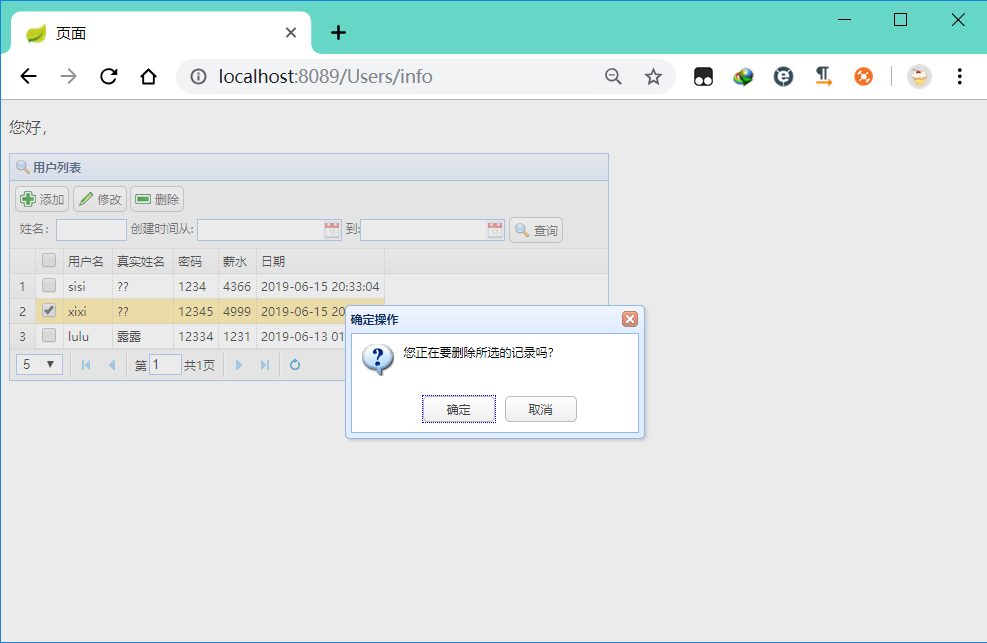 页面
localhost:8089/Users/info
您好，
用户列表
添加 修改 删除
姓名: 创建时间从: 到: 查询
用户名 真实姓名 密码 薪水 日期
1 sisi ?? 1234 4366 2019-06-15 20:33:04
2 xixi ?? 12345 4999 2019-06-15 20
3 lulu 露露 12334 1231 2019-06-13 01
5 第 1 共1页
确定操作
您正在要删除所选的记录吗?
确定 取消